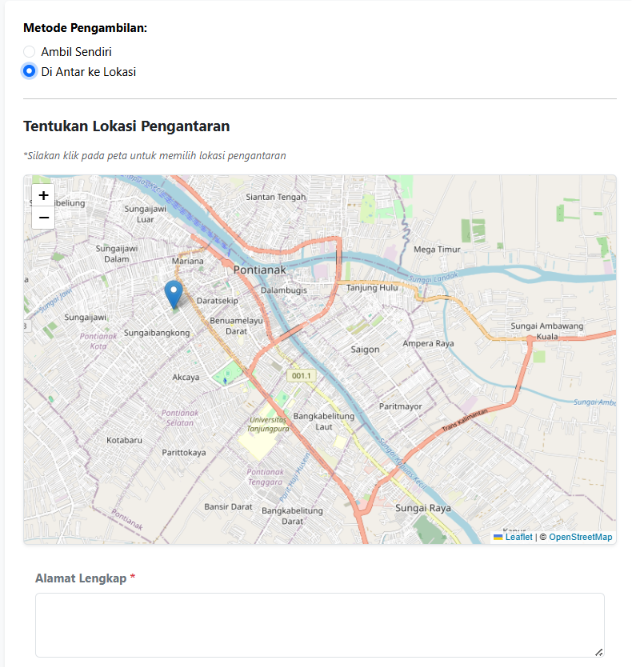 Metode Pengambilan:
Ambil Sendiri
Di Antar ke Lokasi
Tentukan Lokasi Pengantaran
*Silakan klik pada peta untuk memilih lokasi pengantaran
+
−
Siantan Tengah
Sungaijawi
Luar
Mega Timur
Sungaijawi
Dalam
Mariana
Pontianak
Sungai Landak
Dalambugis
Tanjung Hulu
Daratsekip
Sungaijawi
Benuamelayu
Darat
Sungaibangkong
Sungai Ambawang
Kuala
Pontianak
Kota
Saigon
Ampera Raya
Akcaya
001.1
Sungai Amb
Paritmayor
Pontianak
Selatan
Universitas
Tanjungpura
Bangkabelitung
Laut
Trans Kalimantan
Kotabaru
Parittokaya
Pontianak
Tenggara
Bansir Darat
Bangkabelitung
Darat
Sungai Raya
Pontianak
Leaflet | © OpenStreetMap
Alamat Lengkap *